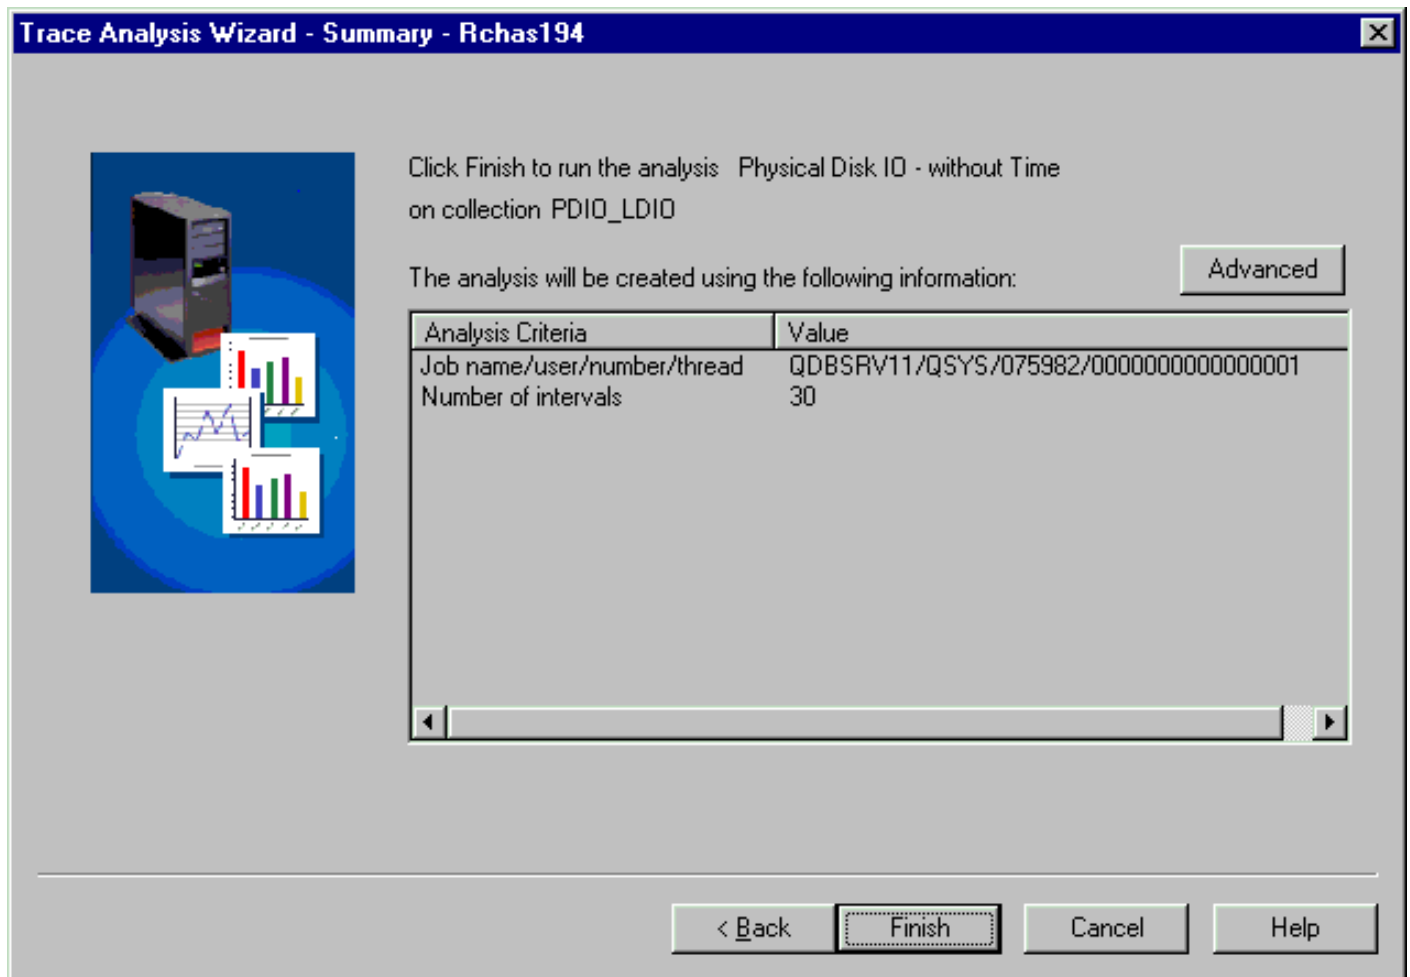 Trace Analysis Wizard - Summary - Rchas194
Click Finish to run the analysis Physical Disk IO - without Time
on collection PDIO_LDIO
Advanced
The analysis will be created using the following information:
Analysis Criteria Value
Job name/user/number/thread QDBSRV11/QSYS/075982/0000000000000001
Number of intervals 30
< Back Finish Cancel Help